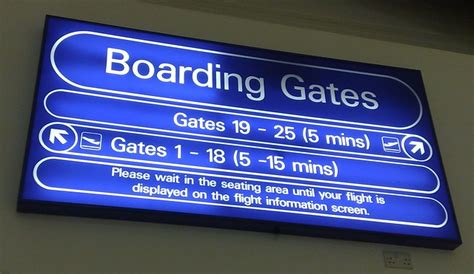 Boarding Gates
Gates 19 - 25 (5 mins)
Gates 1 - 18 (5 -15 mins)
Please wait in the seating area until your flight is
displayed on the flight information screen.